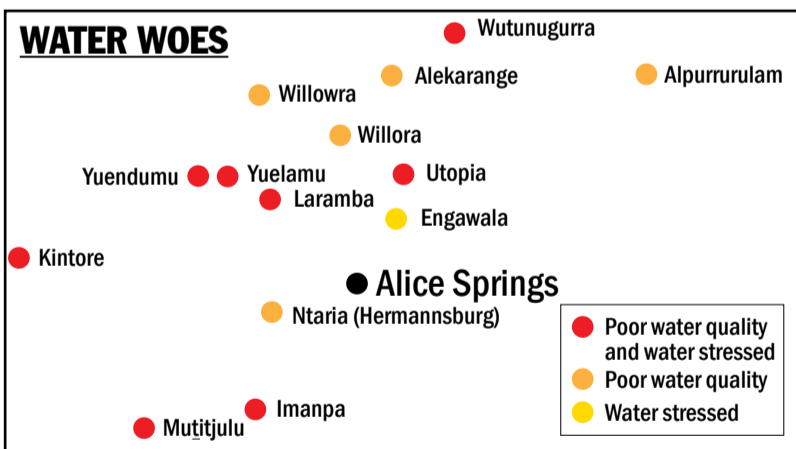 WATER WOES
Wutunugurra
Alekarange
Alpurrurulam
Willowra
Willora
Yuendumu
Yuelamu
Utopia
Laramba
Engawala
Kintore
Alice Springs
Ntaria (Hermannsburg)
Imanpa
Muṯitjulu
Poor water quality
and water stressed
Poor water quality
Water stressed